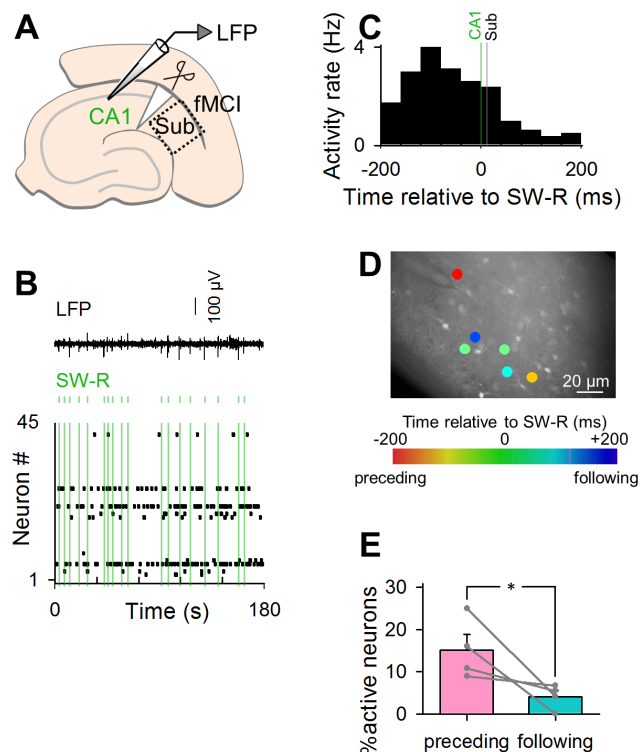 A
LFP
CA1
Sub
fMCI
B
LFP
100 µV
SW-R
45
Neuron #
1
0
Time (s)
180
C
Activity rate (Hz)
4
0
CA1
Sub
-200
0
200
Time relative to SW-R (ms)
D
20 µm
Time relative to SW-R (ms)
-200
0
+200
preceding
following
E
%active neurons
30
20
10
0
*
preceding
following